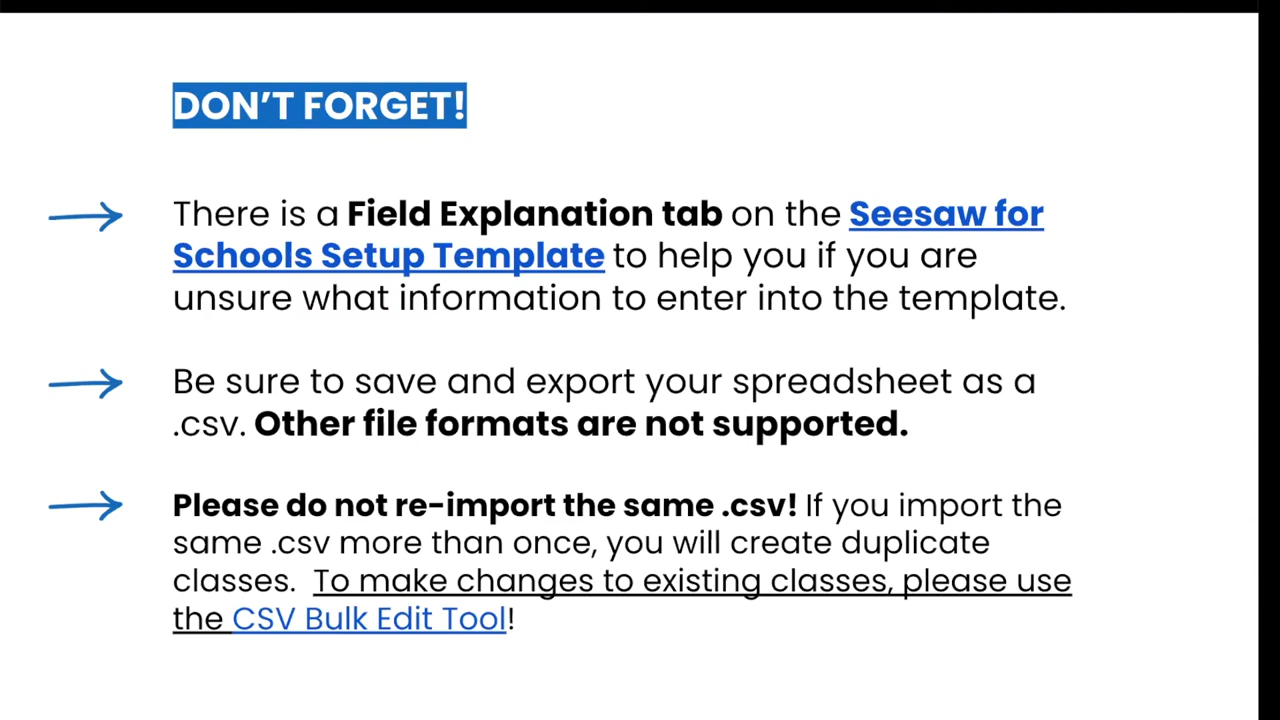 DON’T FORGET!
There is a Field Explanation tab on the Seesaw for
Schools Setup Template to help you if you are
unsure what information to enter into the template.
Be sure to save and export your spreadsheet as a
.csv. Other file formats are not supported.
Please do not re-import the same .csv! If you import the
same .csv more than once, you will create duplicate
classes.  To make changes to existing classes, please use
the CSV Bulk Edit Tool!